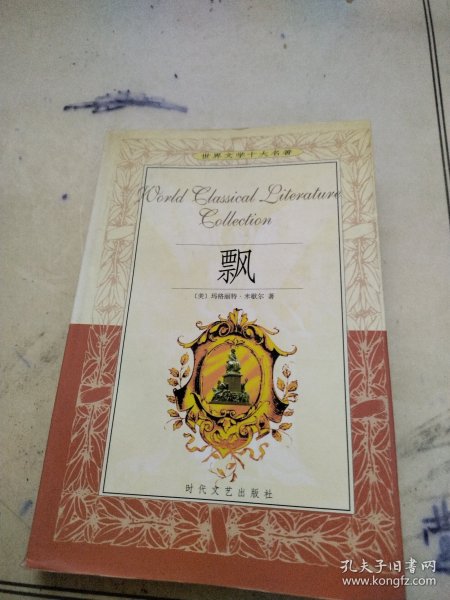 世界文学十大名著
World Classical Literature
Collection
飘
〔美〕玛格丽特·米歇尔 著
时代文艺出版社
孔夫子旧书网
www.kongfz.com